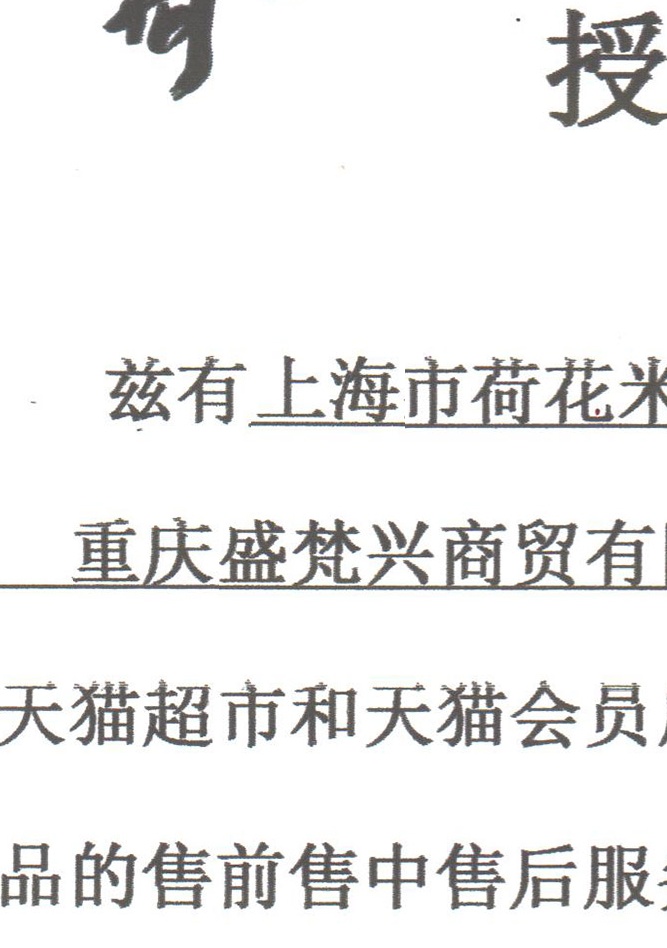 授
兹有上海市荷花米
重庆盛梵兴商贸有
天猫超市和天猫会员
品的售前售中售后服